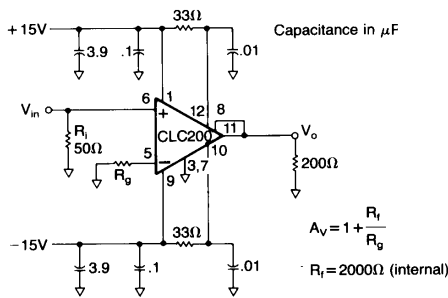 +15V
33Ω
Capacitance in μF
3.9
.1
.01
1
12
8
V_in
6
+
CLC200
11
V_o
R_i
50Ω
5
−
10
3,7
200Ω
R_g
9
A_V = 1 + R_f/R_g
−15V
33Ω
3.9
.1
.01
R_f = 2000Ω (internal)